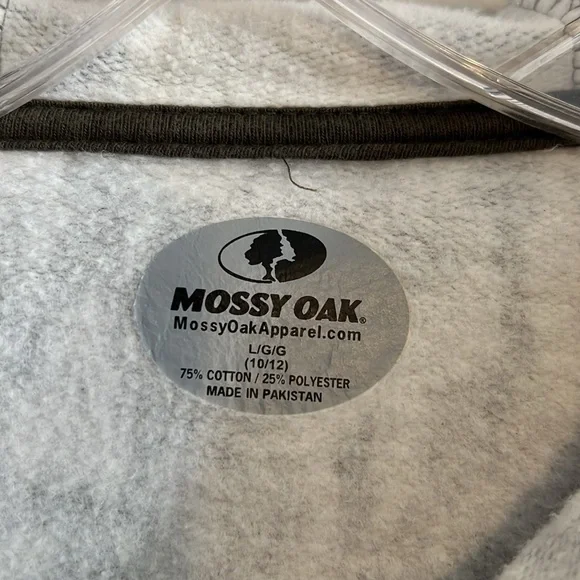 MOSSY OAK®
MossyOakApparel.com
L/G/G
(10/12)
75% COTTON / 25% POLYESTER
MADE IN PAKISTAN